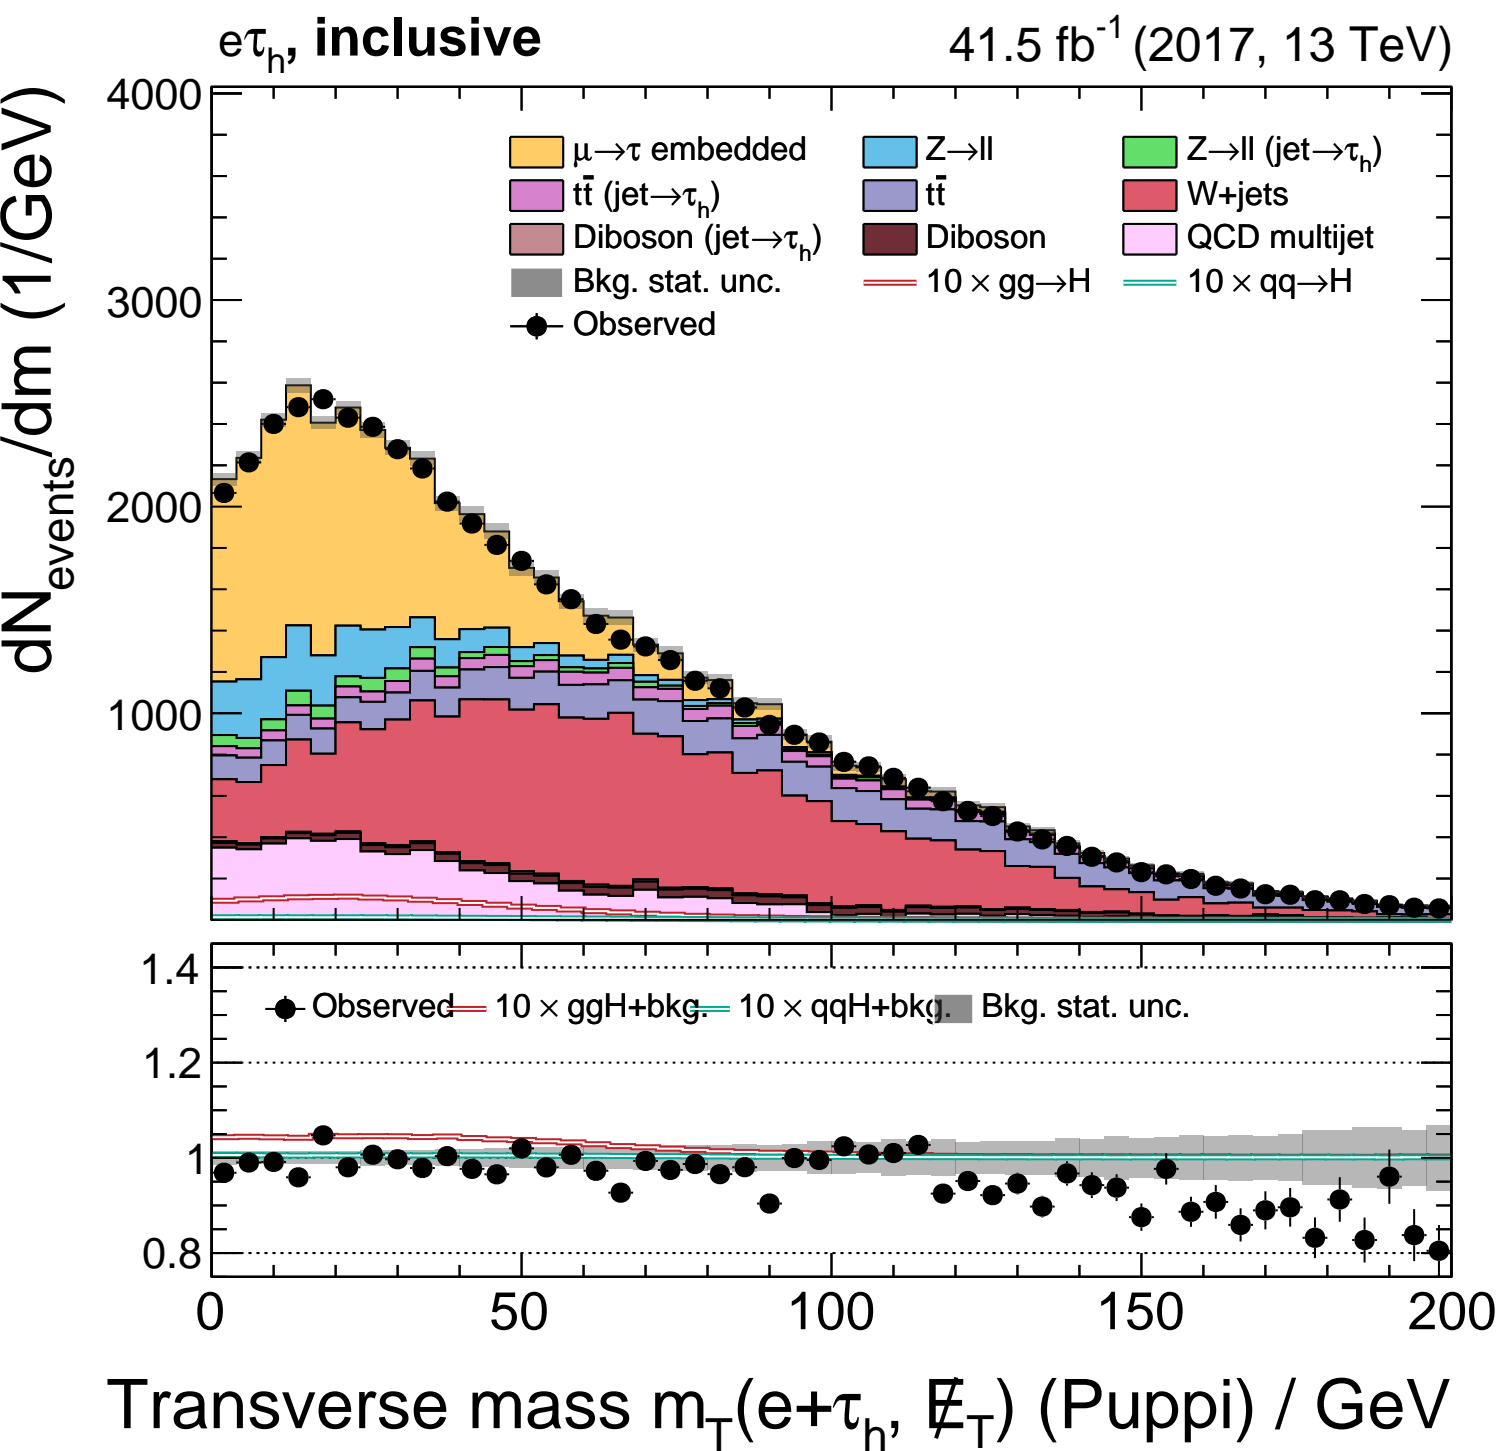 eτh, inclusive 41.5 fb-1 (2017, 13 TeV)
dNevents/dm (1/GeV)
4000
3000
2000
1000
μ→τ embedded Z→ll Z→ll (jet→τh)
tt̄ (jet→τh) tt̄ W+jets
Diboson (jet→τh) Diboson QCD multijet
Bkg. stat. unc. 10 × gg→H 10 × qq→H
Observed
1.4
1.2
1
0.8
Observed 10 × ggH+bkg. 10 × qqH+bkg. Bkg. stat. unc.
0 50 100 150 200
Transverse mass mT(e+τh, E̸T) (Puppi) / GeV